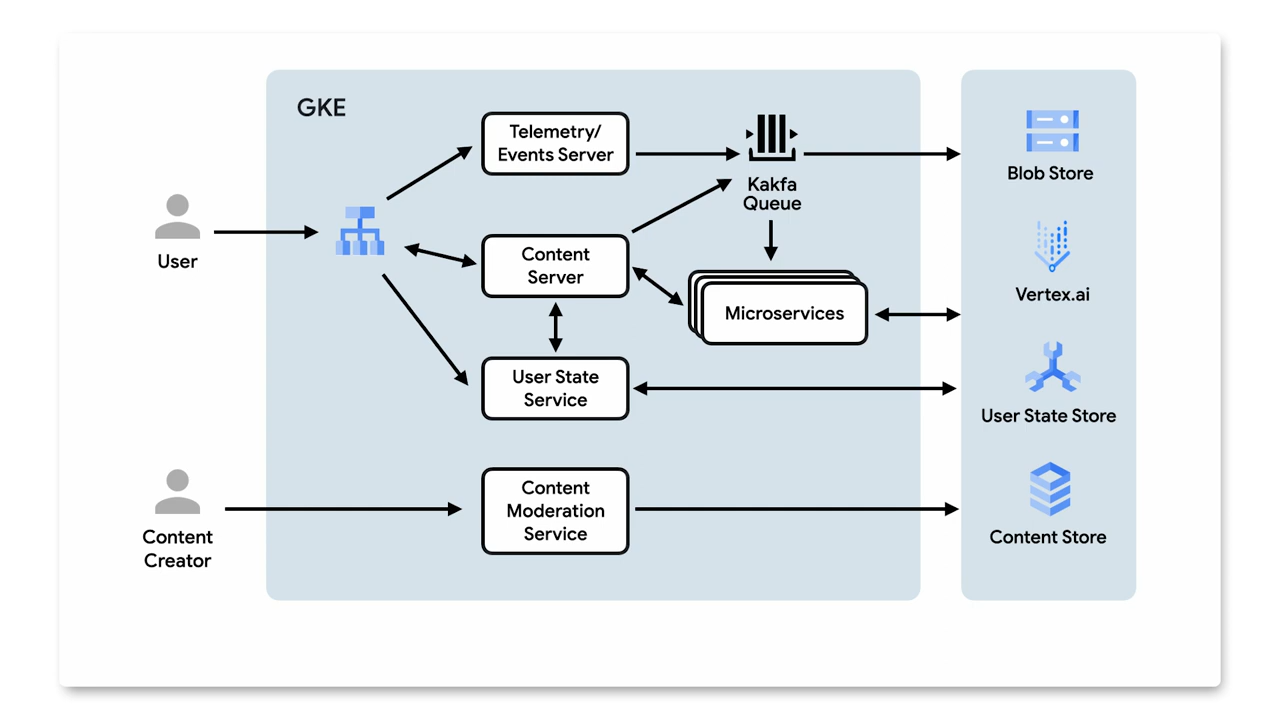 GKE
Telemetry/
Events Server
Kakfa
Queue
Blob Store
User
Content
Server
Microservices
Vertex.ai
User State
Service
User State Store
Content
Creator
Content
Moderation
Service
Content Store